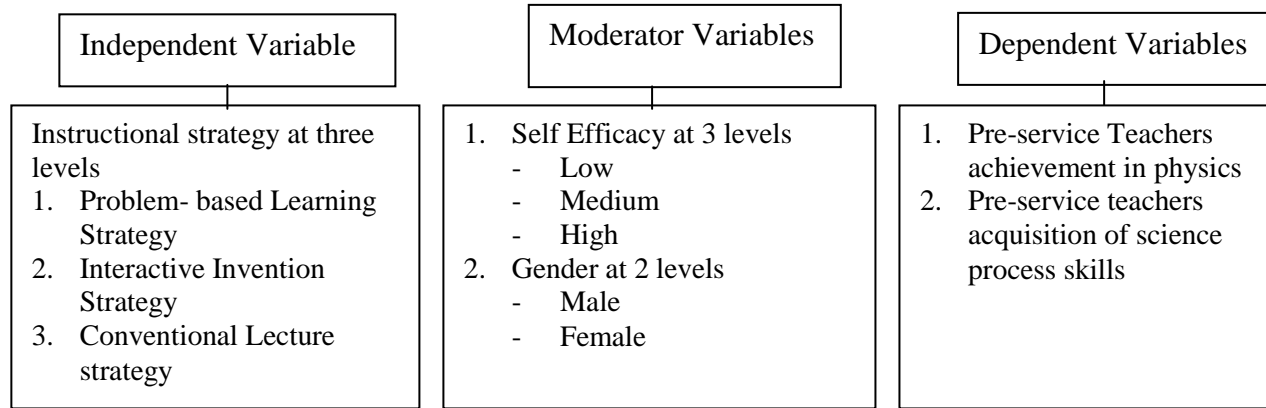 Independent Variable
Instructional strategy at three
levels
1. Problem- based Learning
Strategy
2. Interactive Invention
Strategy
3. Conventional Lecture
strategy
Moderator Variables
1. Self Efficacy at 3 levels
- Low
- Medium
- High
2. Gender at 2 levels
- Male
- Female
Dependent Variables
1. Pre-service Teachers
achievement in physics
2. Pre-service teachers
acquisition of science
process skills